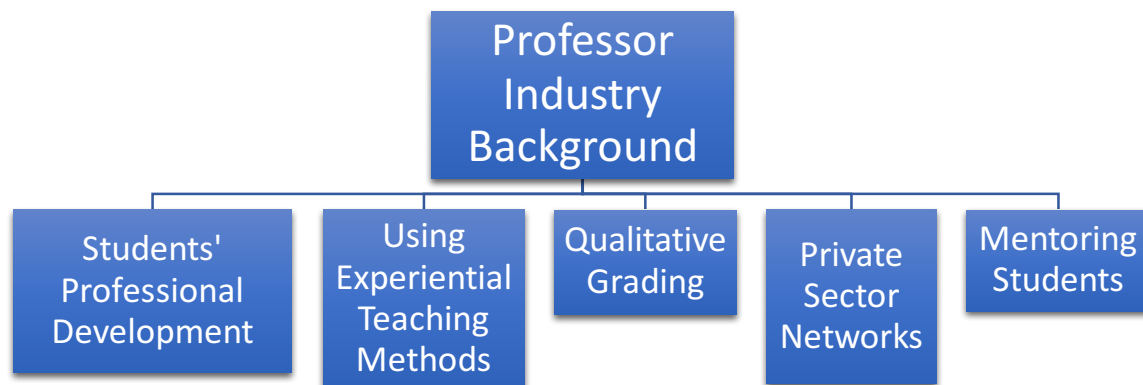 Professor
Industry
Background
Students'
Professional
Development
Using
Experiential
Teaching
Methods
Qualitative
Grading
Private
Sector
Networks
Mentoring
Students